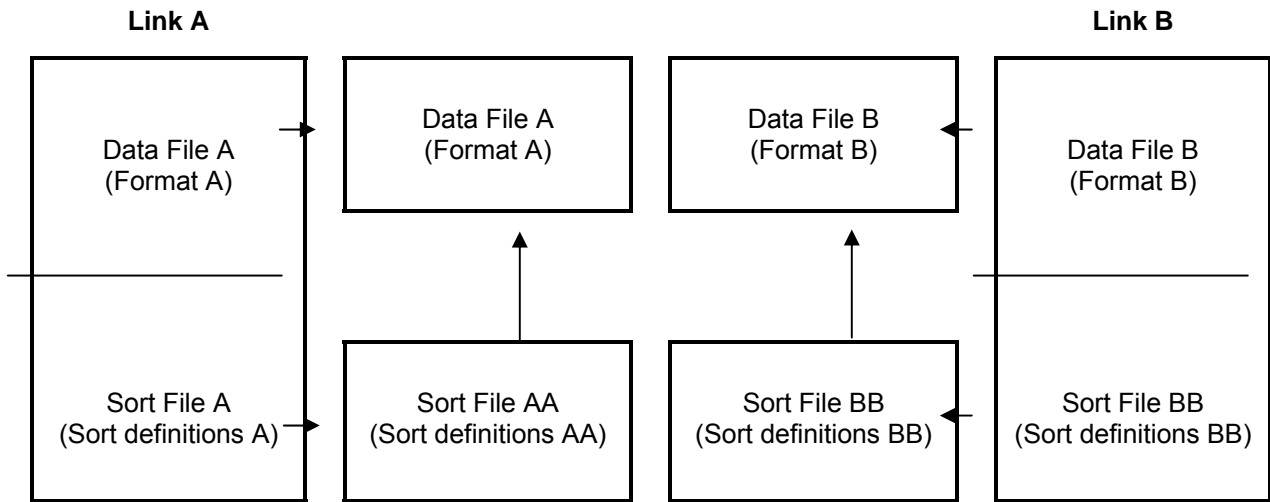 Link A
Link B
Data File A
(Format A)
Data File A
(Format A)
Data File B
(Format B)
Data File B
(Format B)
Sort File A
(Sort definitions A)
Sort File AA
(Sort definitions AA)
Sort File BB
(Sort definitions BB)
Sort File BB
(Sort definitions BB)